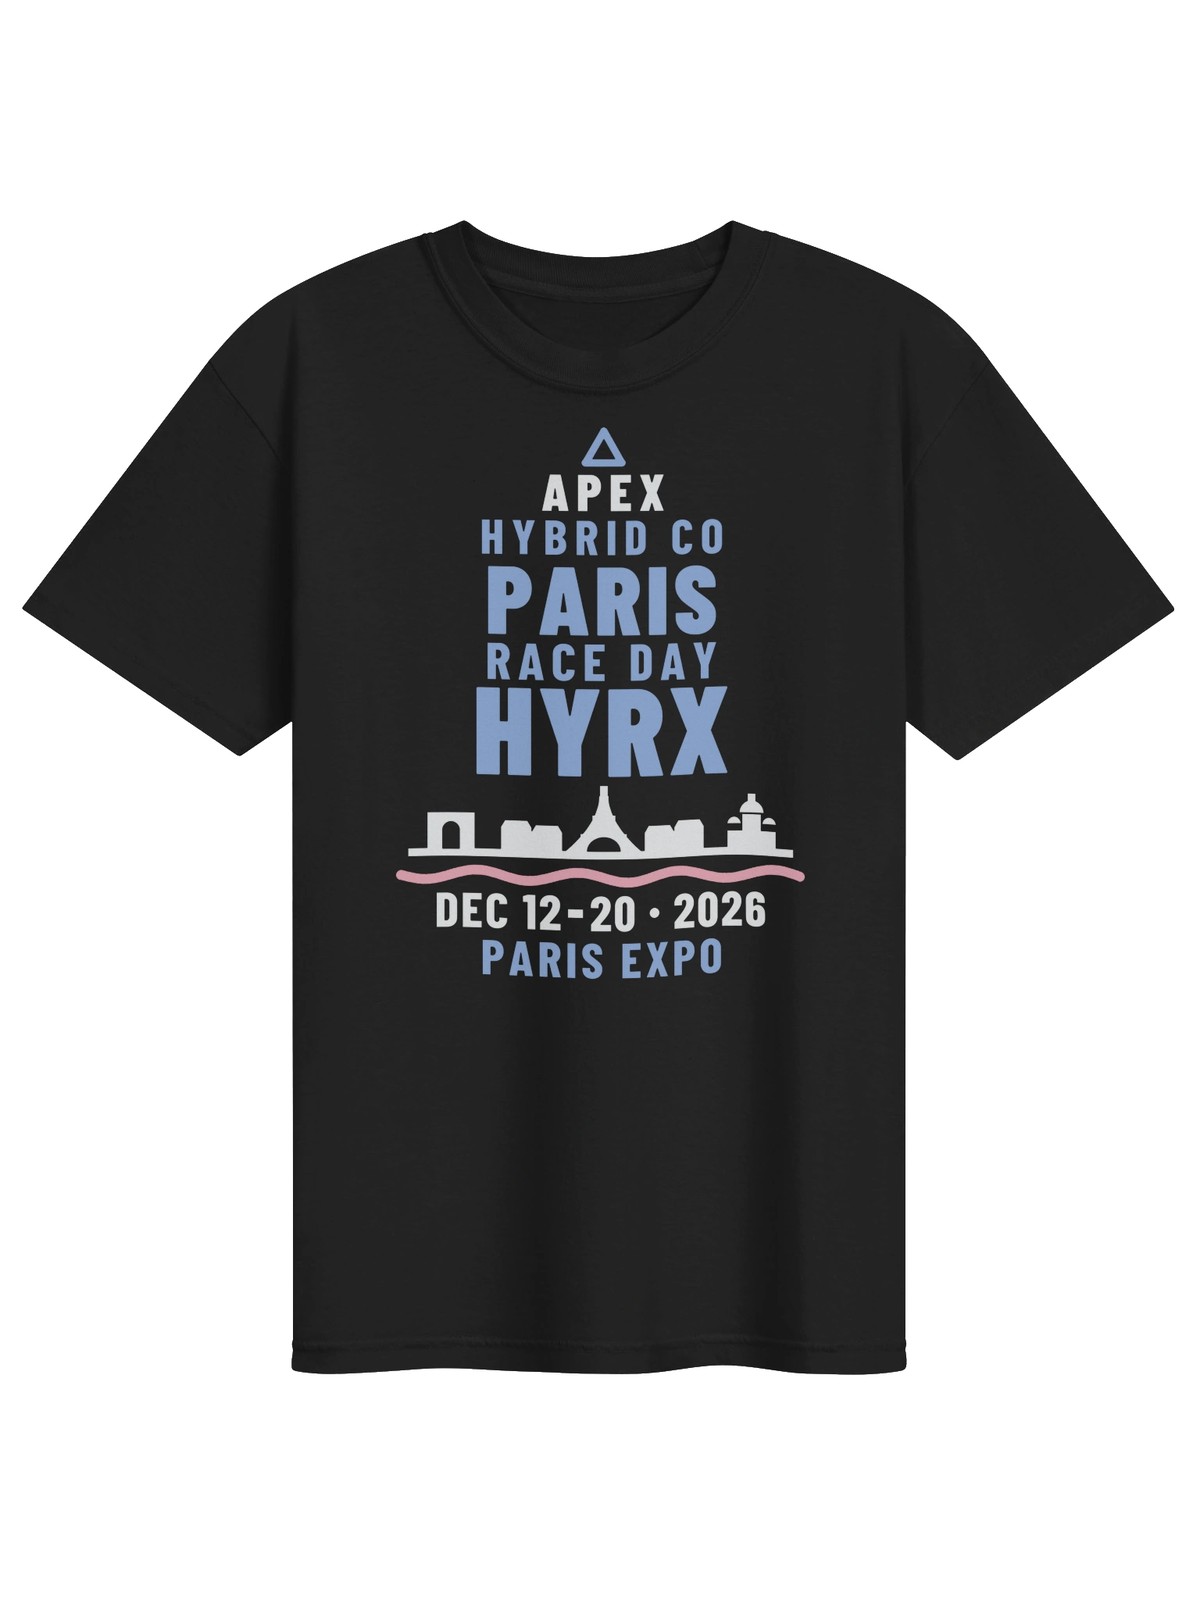 APEX
HYBRID CO
PARIS
RACE DAY
HYRX
DEC 12-20 • 2026
PARIS EXPO